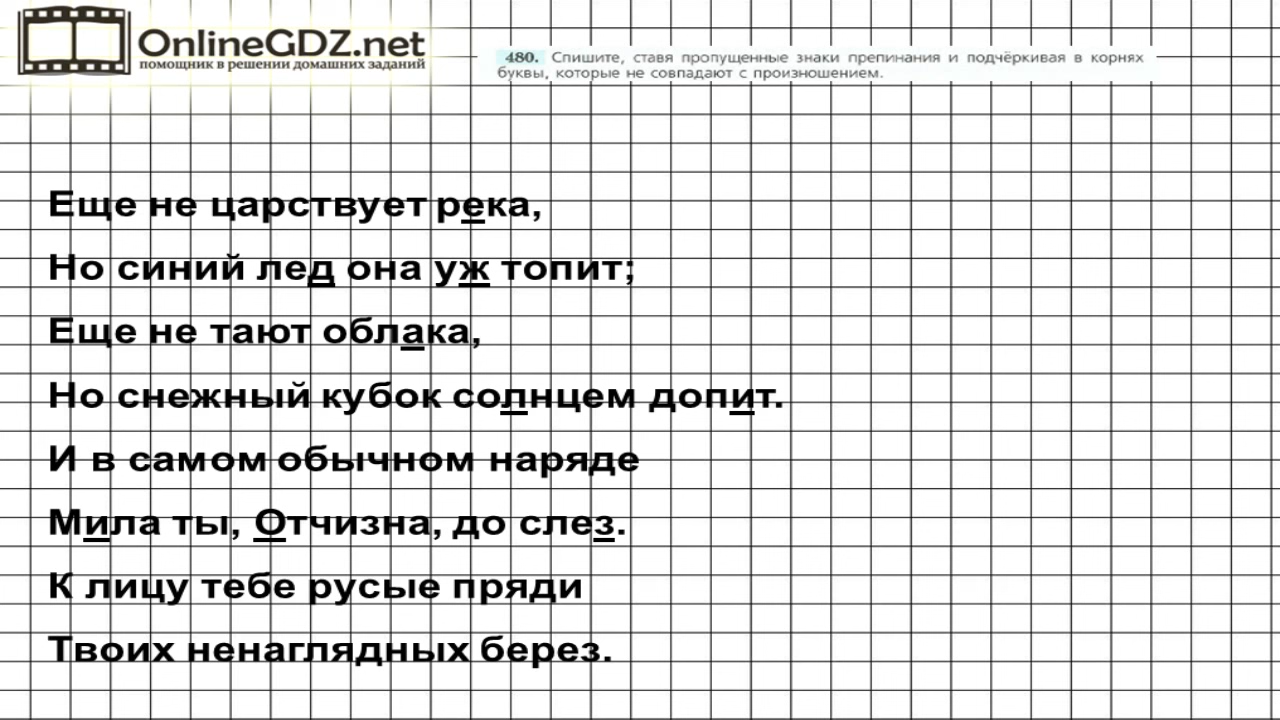 OnlineGDZ.net
помощник в решении домашних заданий
480. Спишите, ставя пропущенные знаки препинания и подчёркивая в корнях
буквы, которые не совпадают с произношением.
Еще не царствует река,
Но синий лед она уж топит;
Еще не тают облака,
Но снежный кубок солнцем допит.
И в самом обычном наряде
Мила ты, Отчизна, до слез.
К лицу тебе русые пряди
Твоих ненаглядных берез.